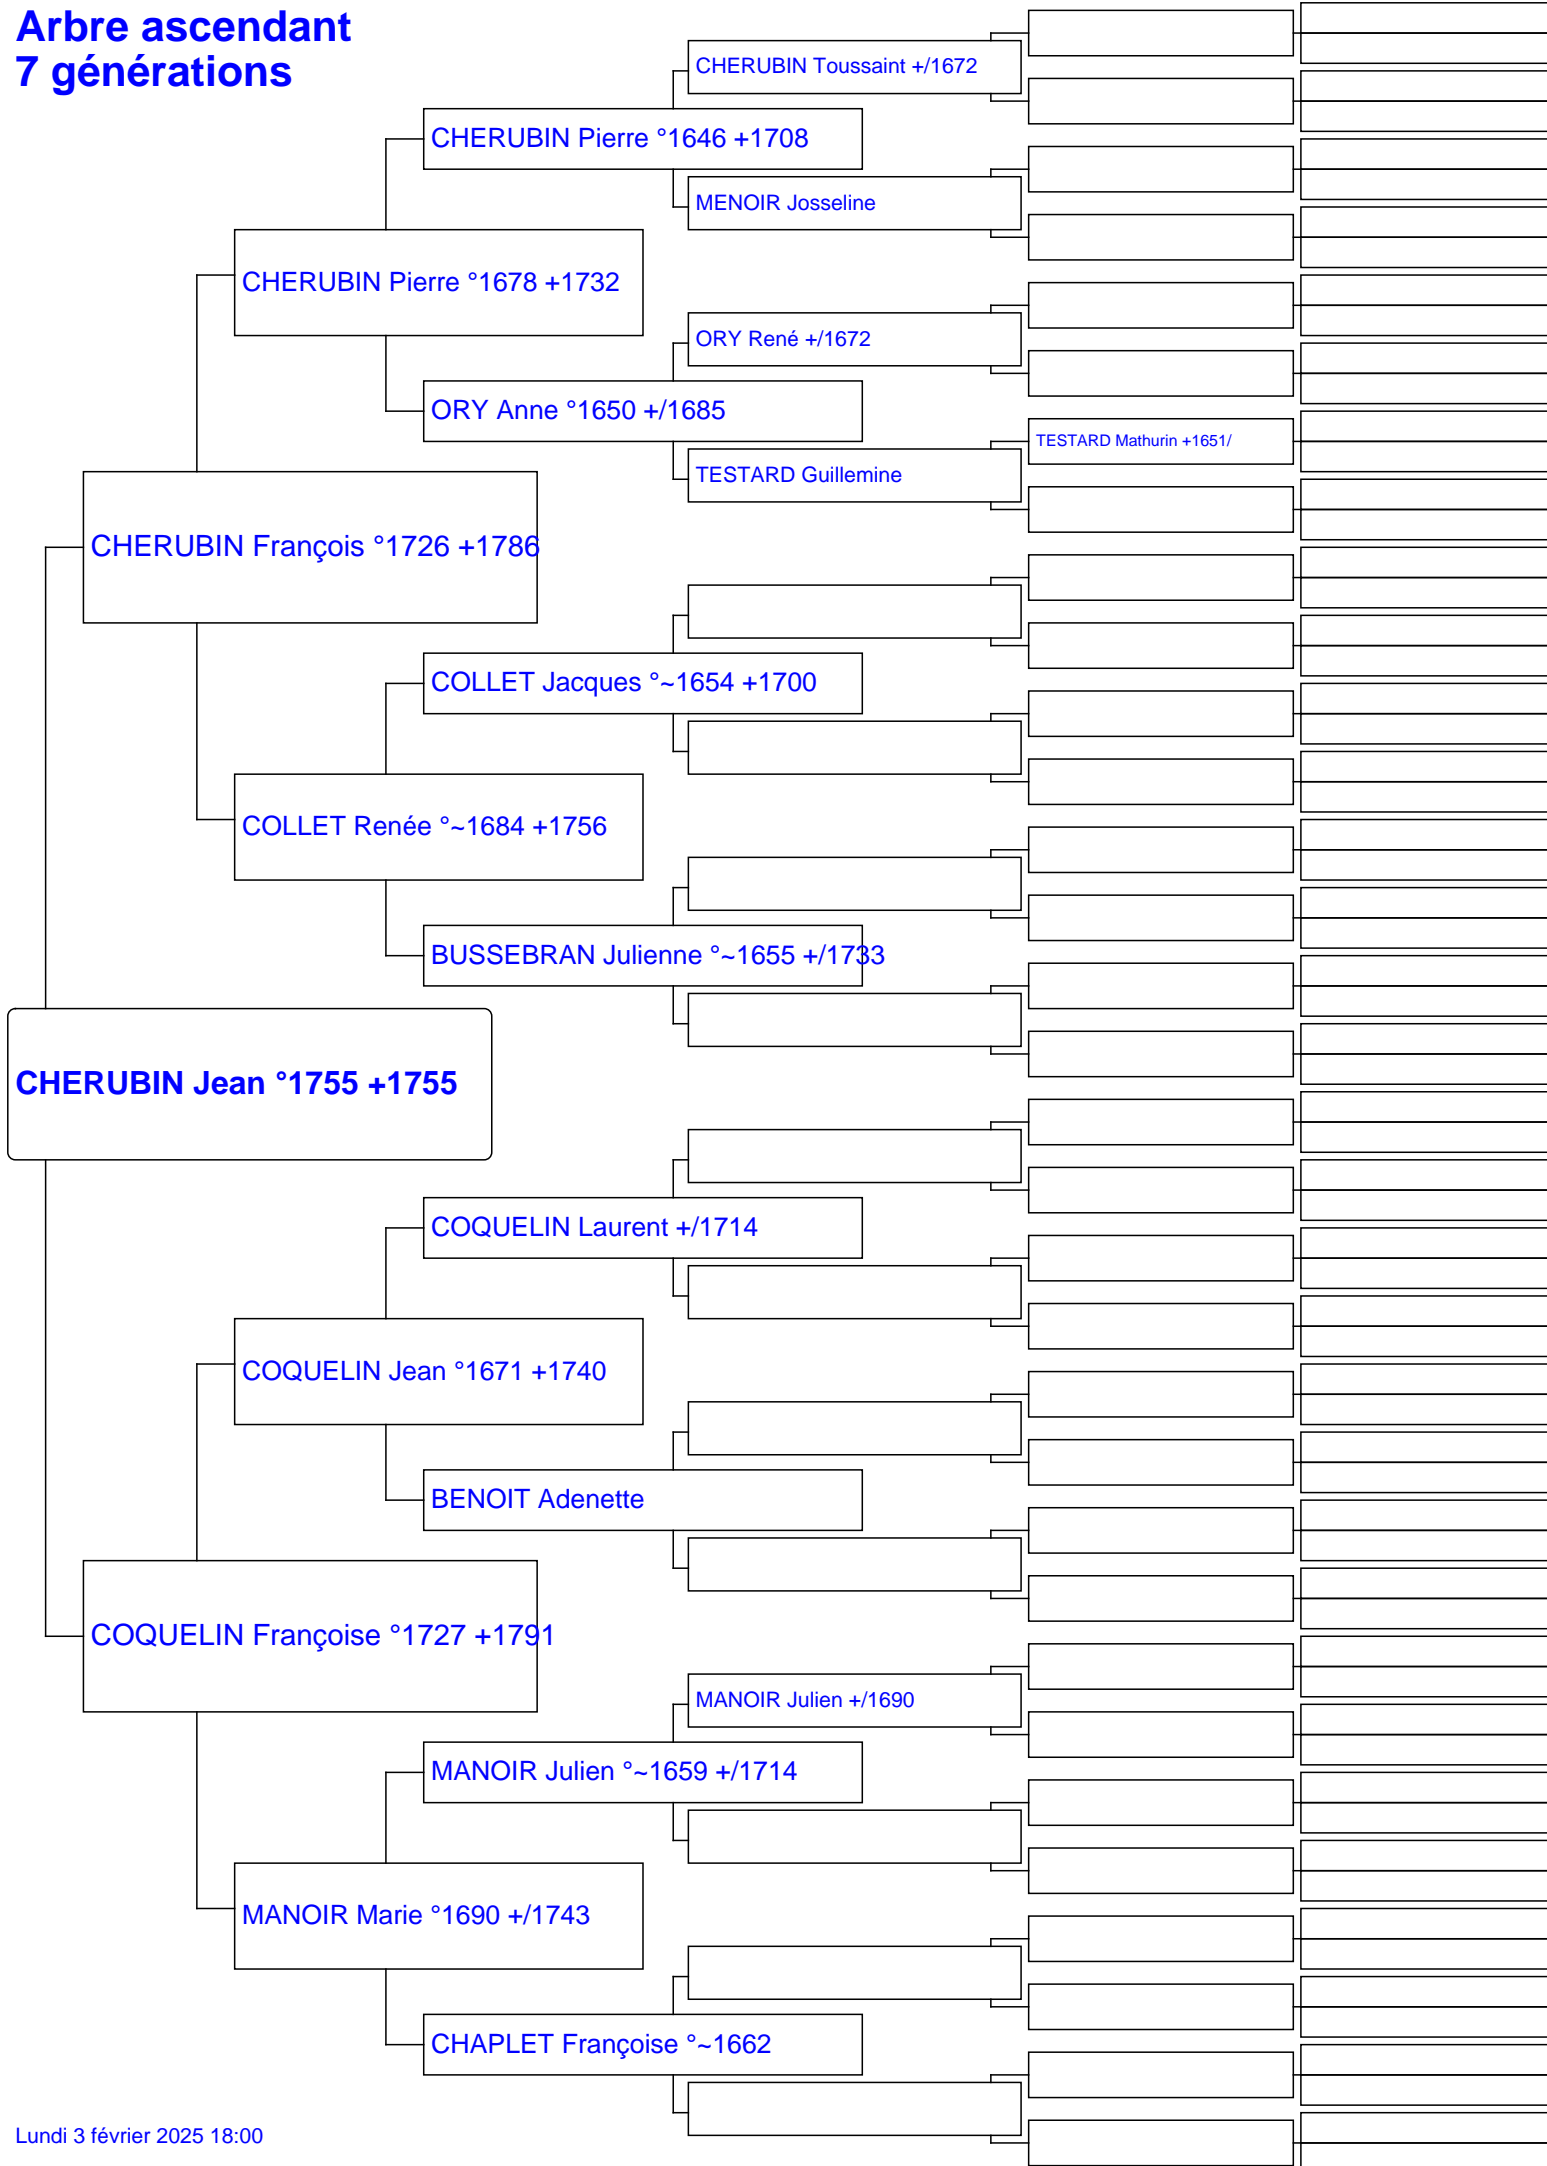 Arbre ascendant
7 générations
CHERUBIN Toussaint +/1672
CHERUBIN Pierre °1646 +1708
MENOIR Josseline
CHERUBIN Pierre °1678 +1732
ORY René +/1672
ORY Anne °1650 +/1685
TESTARD Mathurin +1651/
TESTARD Guillemine
CHERUBIN François °1726 +1786
COLLET Jacques °~1654 +1700
COLLET Renée °~1684 +1756
BUSSEBRAN Julienne °~1655 +/1733
CHERUBIN Jean °1755 +1755
COQUELIN Laurent +/1714
COQUELIN Jean °1671 +1740
BENOIT Adenette
COQUELIN Françoise °1727 +1791
MANOIR Julien +/1690
MANOIR Julien °~1659 +/1714
MANOIR Marie °1690 +/1743
CHAPLET Françoise °~1662
Lundi 3 février 2025 18:00